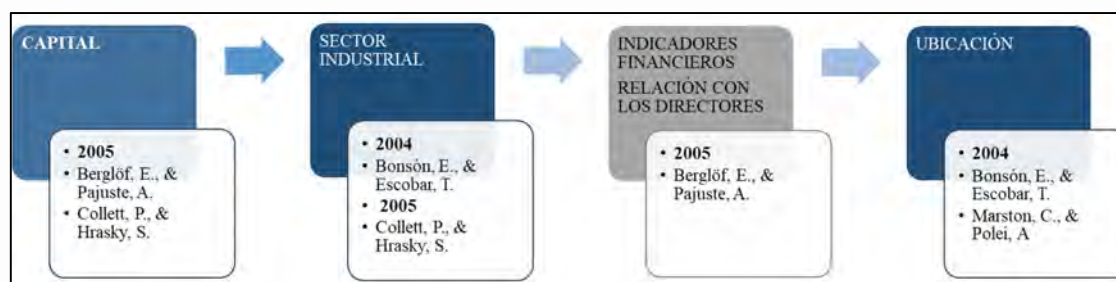 CAPITAL
• 2005
• Berglöf, E., &
Pajuste, A.
• Collett, P., &
Hrasky, S.
SECTOR
INDUSTRIAL
• 2004
• Bonsón, E., &
Escobar, T.
• 2005
• Collett, P., &
Hrasky, S.
INDICADORES
FINANCIEROS
RELACIÓN CON
LOS DIRECTORES
• 2005
• Berglöf, E., &
Pajuste, A.
UBICACIÓN
• 2004
• Bonsón, E., &
Escobar, T.
• Marston, C., &
Polei, A